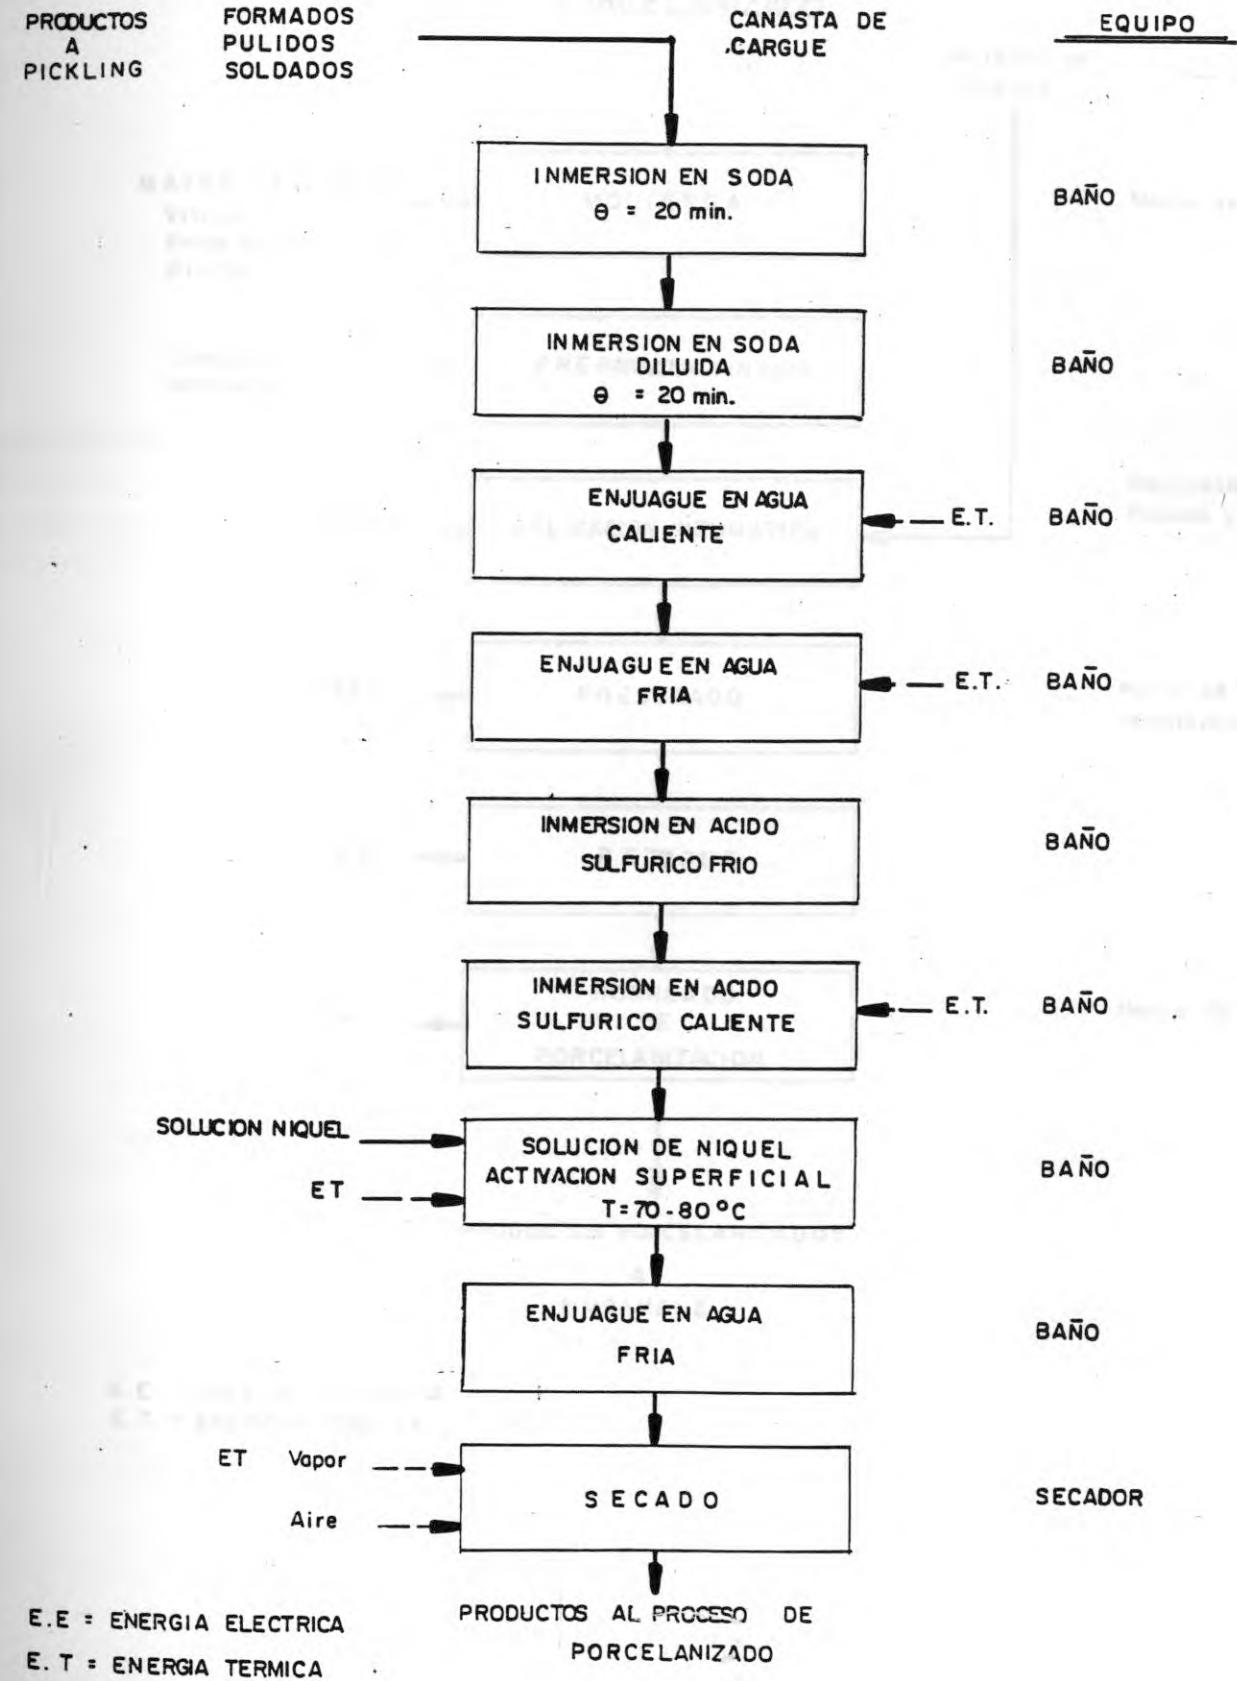 PRODUCTOS
A
PICKLING
FORMADOS
PULIDOS
SOLDADOS
CANASTA DE
CARGUE
EQUIPO
INMERSION EN SODA
θ = 20 min.
BAÑO
INMERSION EN SODA
DILUIDA
θ = 20 min.
BAÑO
ENJUAGUE EN AGUA
CALIENTE
E.T.
BAÑO
ENJUAGUE EN AGUA
FRIA
E.T.
BAÑO
INMERSION EN ACIDO
SULFURICO FRIO
BAÑO
INMERSION EN ACIDO
SULFURICO CALIENTE
E.T.
BAÑO
SOLUCION NIQUEL
ET
SOLUCION DE NIQUEL
ACTIVACION SUPERFICIAL
T=70-80°C
BAÑO
ENJUAGUE EN AGUA
FRIA
BAÑO
ET Vapor
Aire
SECADO
SECADOR
PRODUCTOS AL PROCESO DE
PORCELANIZADO
E.E = ENERGIA ELECTRICA
E.T = ENERGIA TERMICA